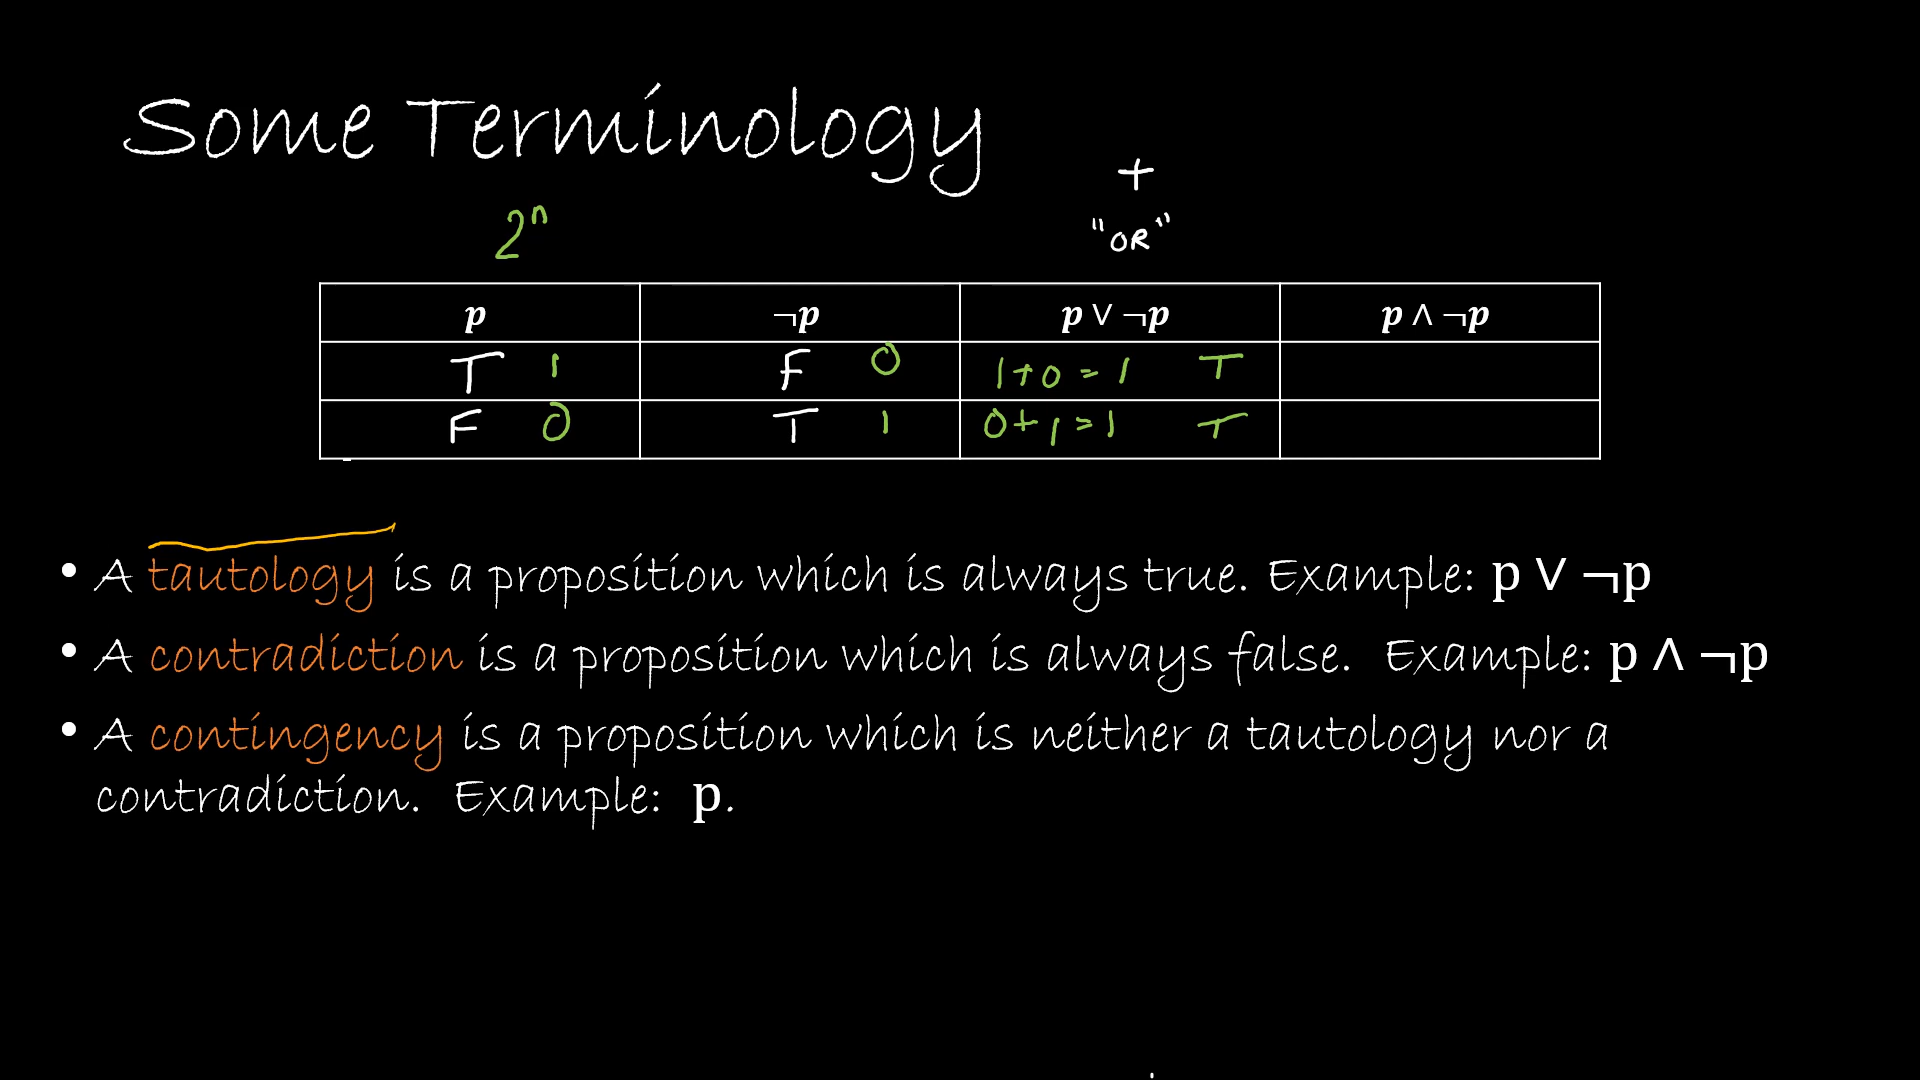 Some Terminology
+
2ⁿ
"OR"
p ¬p p ∨ ¬p p ∧ ¬p
T 1 F 0 1+0 = 1 T
F 0 T 1 0+1=1 T
• A tautology is a proposition which is always true. Example: p ∨ ¬p
• A contradiction is a proposition which is always false. Example: p ∧ ¬p
• A contingency is a proposition which is neither a tautology nor a
contradiction. Example: p.